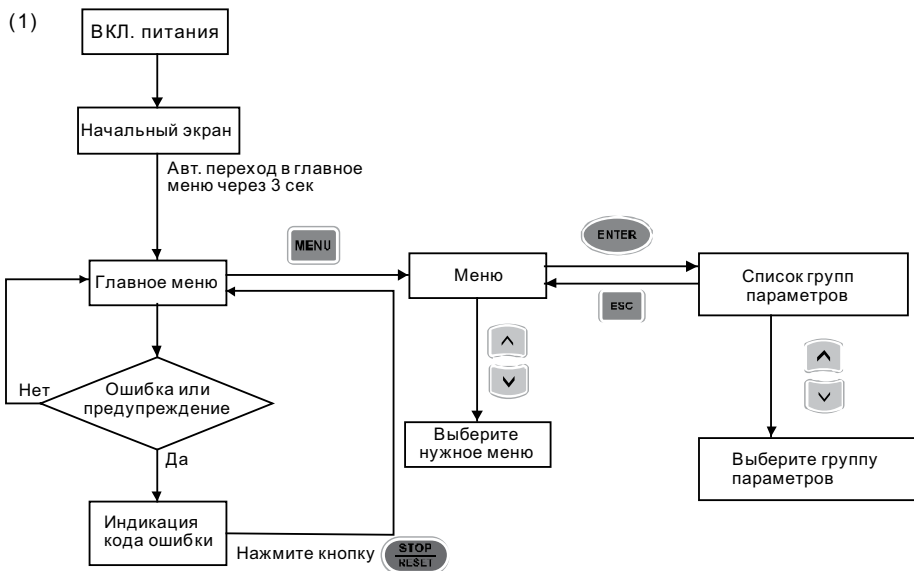 (1)
ВКЛ. питания
Начальный экран
Авт. переход в главное
меню через 3 сек
MENU
ENTER
Главное меню
Меню
Список групп
параметров
ESC
Нет
Ошибка или
предупреждение
Да
Выберите
нужное меню
Выберите группу
параметров
Индикация
кода ошибки
Нажмите кнопку
STOP
RESET